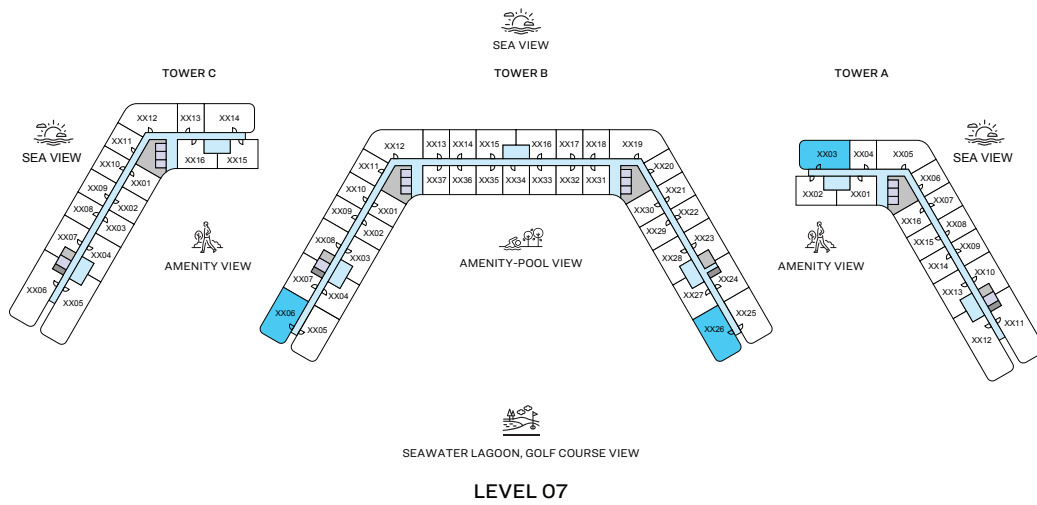 SEA VIEW
TOWER C
TOWER B
TOWER A
SEA VIEW
SEA VIEW
XX12
XX13
XX14
XX11
XX16
XX15
XX10
XX01
XX09
XX02
XX08
XX03
XX07
XX04
XX06
XX05
AMENITY VIEW
XX12
XX13
XX14
XX15
XX16
XX17
XX18
XX19
XX11
XX37
XX36
XX35
XX34
XX33
XX32
XX31
XX20
XX10
XX01
XX30
XX21
XX09
XX02
XX29
XX22
XX08
XX03
XX28
XX23
XX07
XX04
XX27
XX24
XX06
XX05
XX26
XX25
AMENITY-POOL VIEW
XX03
XX04
XX05
XX02
XX01
XX06
XX16
XX07
XX15
XX08
XX14
XX09
XX13
XX10
XX12
XX11
AMENITY VIEW
SEAWATER LAGOON, GOLF COURSE VIEW
LEVEL 07